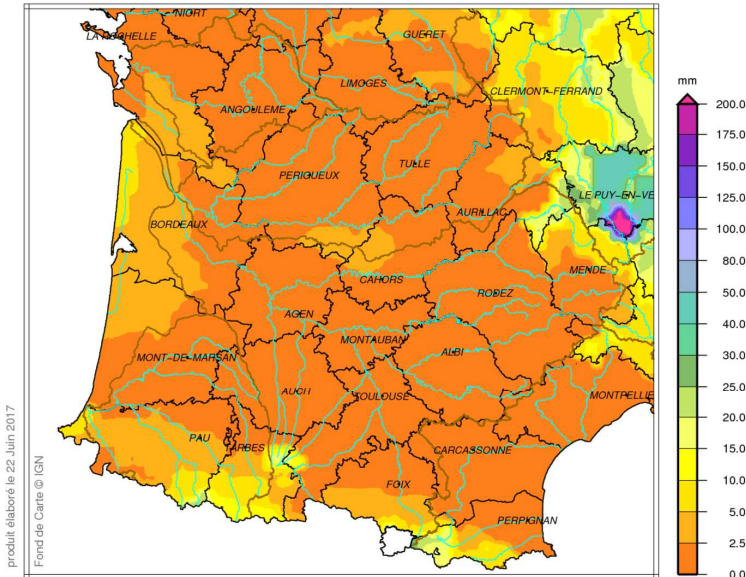 NIORT
LA ROCHELLE
GUERET
LIMOGES
CLERMONT-FERRAND
ANGOULEME
TULLE
PERIGUEUX
LE PUY-EN-VE
AURILLAC
BORDEAUX
MENDE
CAHORS
RODEZ
AGEN
MONTAUBAN
ALBI
MONT-DE-MARSAN
AUCH
TOULOUSE
MONTPELLIE
PAU
TARBES
CARCASSONNE
FOIX
PERPIGNAN
mm
200.0
175.0
150.0
125.0
100.0
80.0
50.0
40.0
30.0
25.0
20.0
15.0
10.0
5.0
2.5
0.0
produit élaboré le 22 Juin 2017
Fond de Carte © IGN